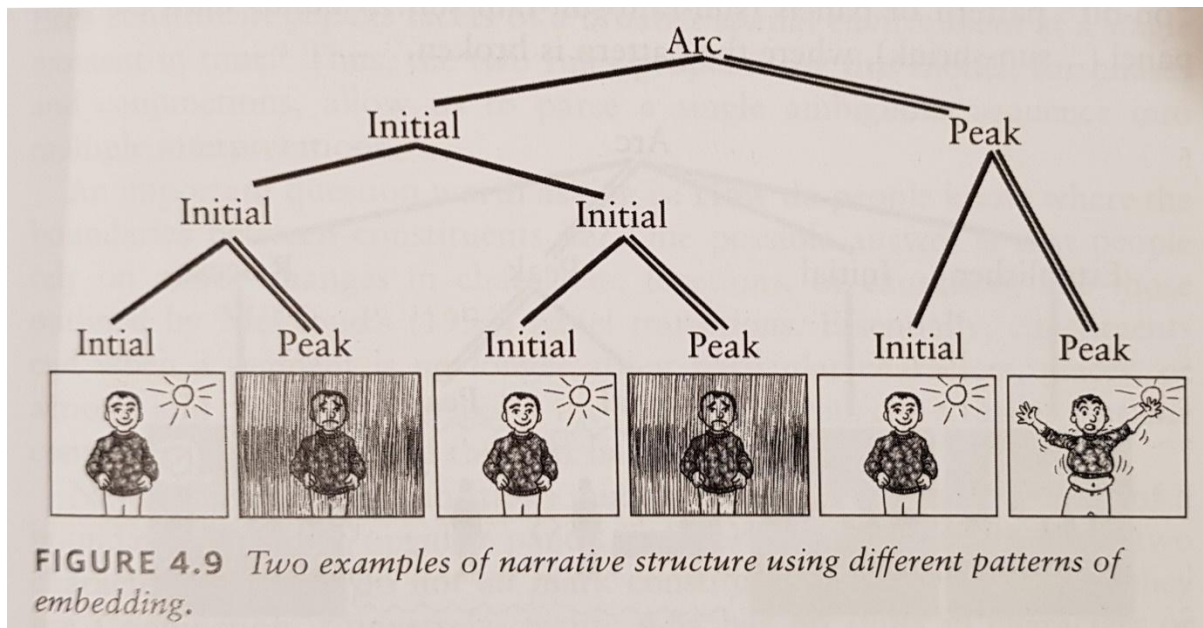 Arc
Initial Peak
Initial Initial
Intial Peak Initial Peak Initial Peak
FIGURE 4.9 Two examples of narrative structure using different patterns of
embedding.